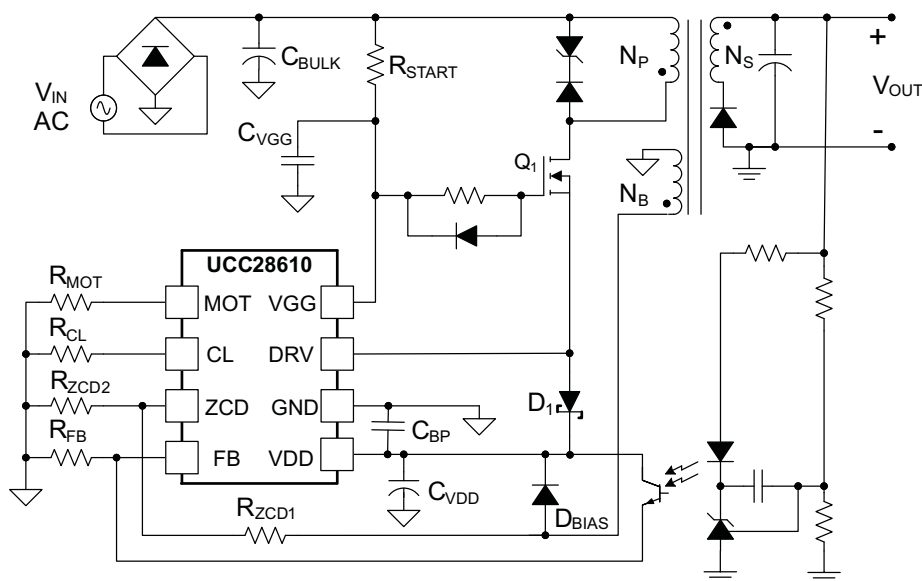 VIN
AC
CBULK
RSTART
NP
NS
+
VOUT
-
CVGG
Q1
NB
UCC28610
RMOT
MOT
VGG
RCL
CL
DRV
RZCD2
ZCD
GND
D1
CBP
RFB
FB
VDD
CVDD
RZCD1
DBIAS